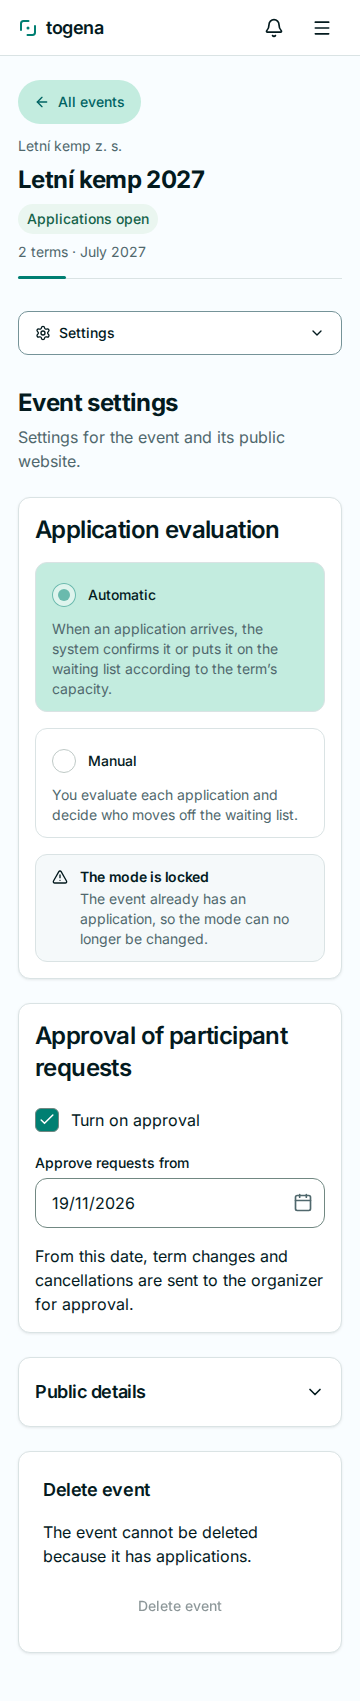 togena
All events
Letní kemp z. s.
Letní kemp 2027
Applications open
2 terms · July 2027
Settings
Event settings
Settings for the event and its public
website.
Application evaluation
Automatic
When an application arrives, the
system confirms it or puts it on the
waiting list according to the term’s
capacity.
Manual
You evaluate each application and
decide who moves off the waiting list.
The mode is locked
The event already has an
application, so the mode can no
longer be changed.
Approval of participant
requests
Turn on approval
Approve requests from
19/11/2026
From this date, term changes and
cancellations are sent to the organizer
for approval.
Public details
Delete event
The event cannot be deleted
because it has applications.
Delete event